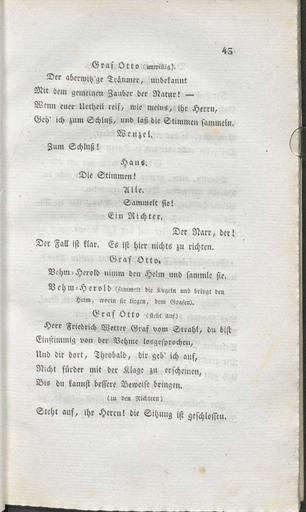 43
Graf Otto (unwillig).
Der aberwitz'ge Träumer, unbekannt
Mit dem gemeinen Zauber der Natur! —
Wenn euer Urtheil reif, wie meins, ihr Herrn,
Geh' ich zum Schluß, und laß die Stimmen sammeln.
Wenzel.
Zum Schluß!
Hans.
Die Stimmen!
Alle.
Sammelt sie!
Ein Richter.
Der Narr, der!
Der Fall ist klar. Es ist hier nichts zu richten.
Graf Otto.
Vehm-Herold nimm den Helm und sammle sie.
Vehm-Herold (sammelt die Kugeln und bringt den
Helm, worin sie liegen, dem Grafen).
Graf Otto (steht auf)
Herr Friedrich Wetter Graf vom Strahl, du bist
Einstimmig von der Vehme losgesprochen,
Und dir dort, Theobald, dir geb' ich auf,
Nicht fürder mit der Klage zu erscheinen,
Bis du kannst bessere Beweise bringen.
(zu den Richtern)
Steht auf, ihr Herrn! die Sitzung ist geschlossen.